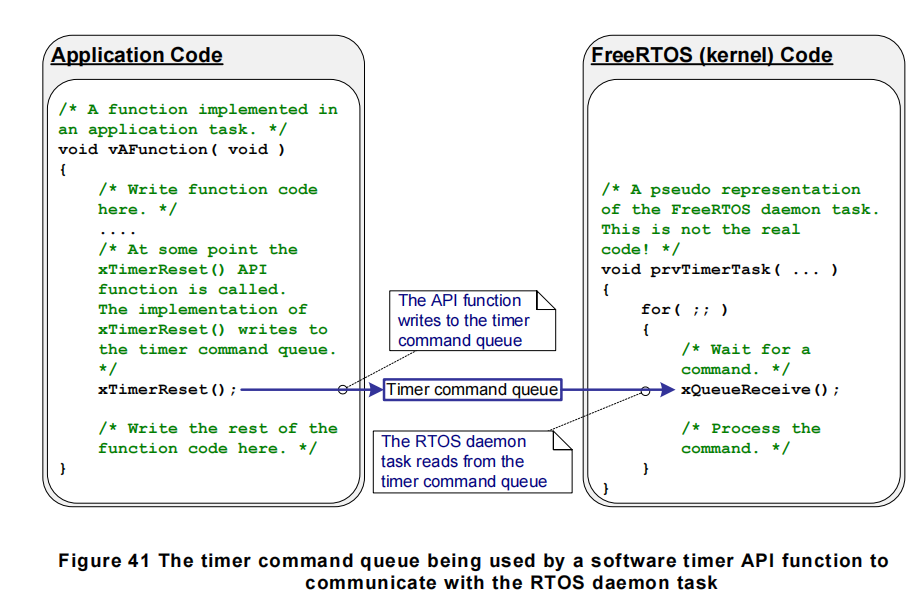 Application Code
/* A function implemented in
an application task. */
void vAFunction( void )
{
/* Write function code
here. */
....
/* At some point the
xTimerReset() API
function is called.
The implementation of
xTimerReset() writes to
the timer command queue.
*/
xTimerReset();
/* Write the rest of the
function code here. */
}
The API function
writes to the timer
command queue
Timer command queue
The RTOS daemon
task reads from the
timer command queue
FreeRTOS (kernel) Code
/* A pseudo representation
of the FreeRTOS daemon task.
This is not the real
code! */
void prvTimerTask( ... )
{
for( ;; )
{
/* Wait for a
command. */
xQueueReceive();
/* Process the
command. */
}
}
Figure 41 The timer command queue being used by a software timer API function to
communicate with the RTOS daemon task